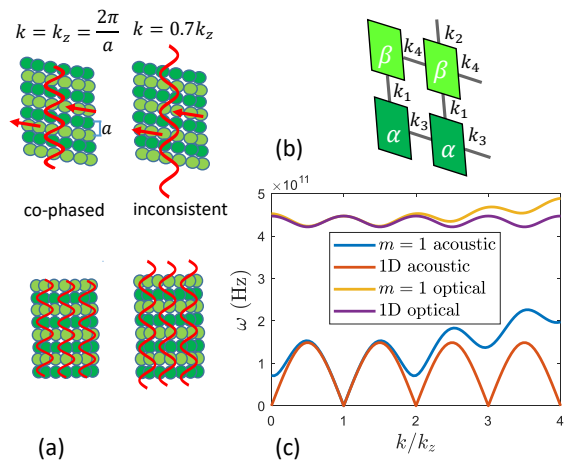 k = k_z = 2π/a
k = 0.7k_z
a
co-phased
inconsistent
(a)
β
β
α
α
k_2
k_4
k_4
k_1
k_1
k_3
k_3
(b)
× 10^11
5
4
3
2
1
0
ω (Hz)
m = 1 acoustic
1D acoustic
m = 1 optical
1D optical
0 1 2 3 4
k/k_z
(c)